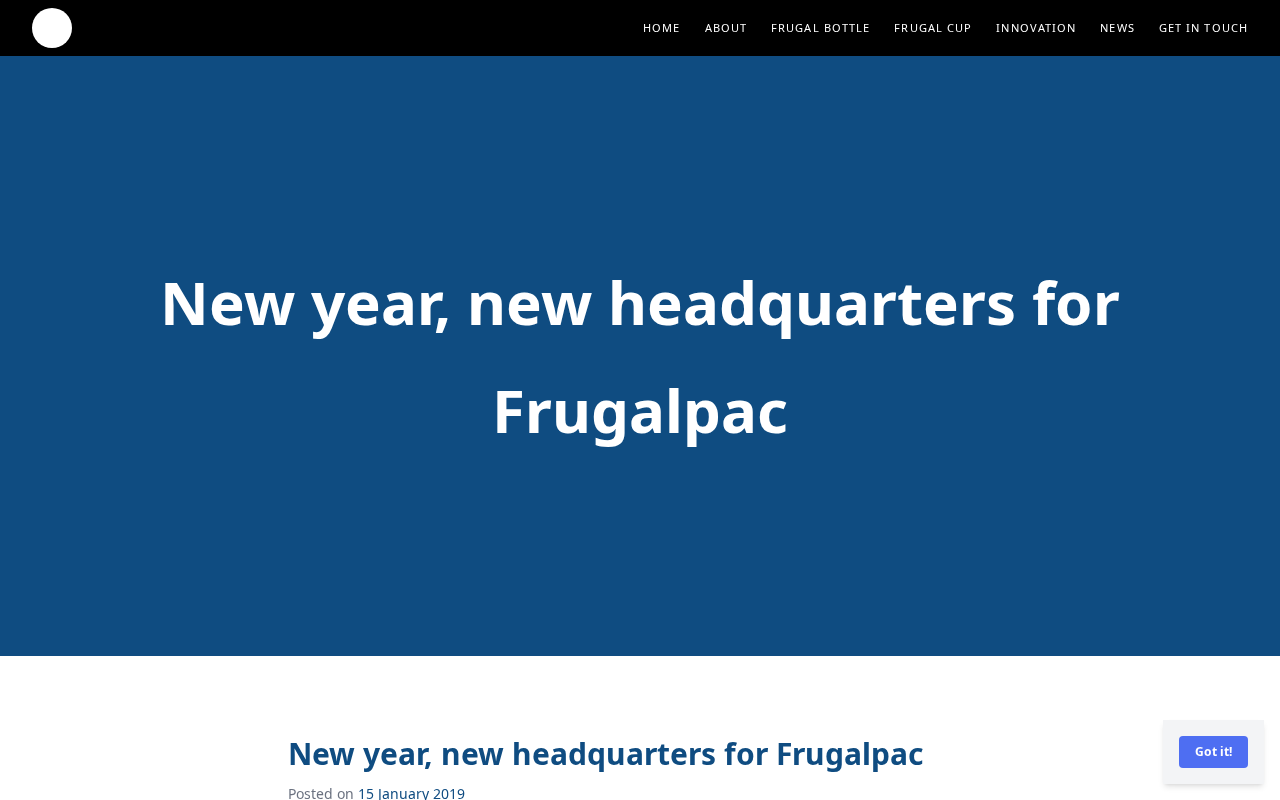 HOME ABOUT FRUGAL BOTTLE FRUGAL CUP INNOVATION NEWS GET IN TOUCH
New year, new headquarters for
Frugalpac
New year, new headquarters for Frugalpac
Posted on 15 January 2019
Got it!